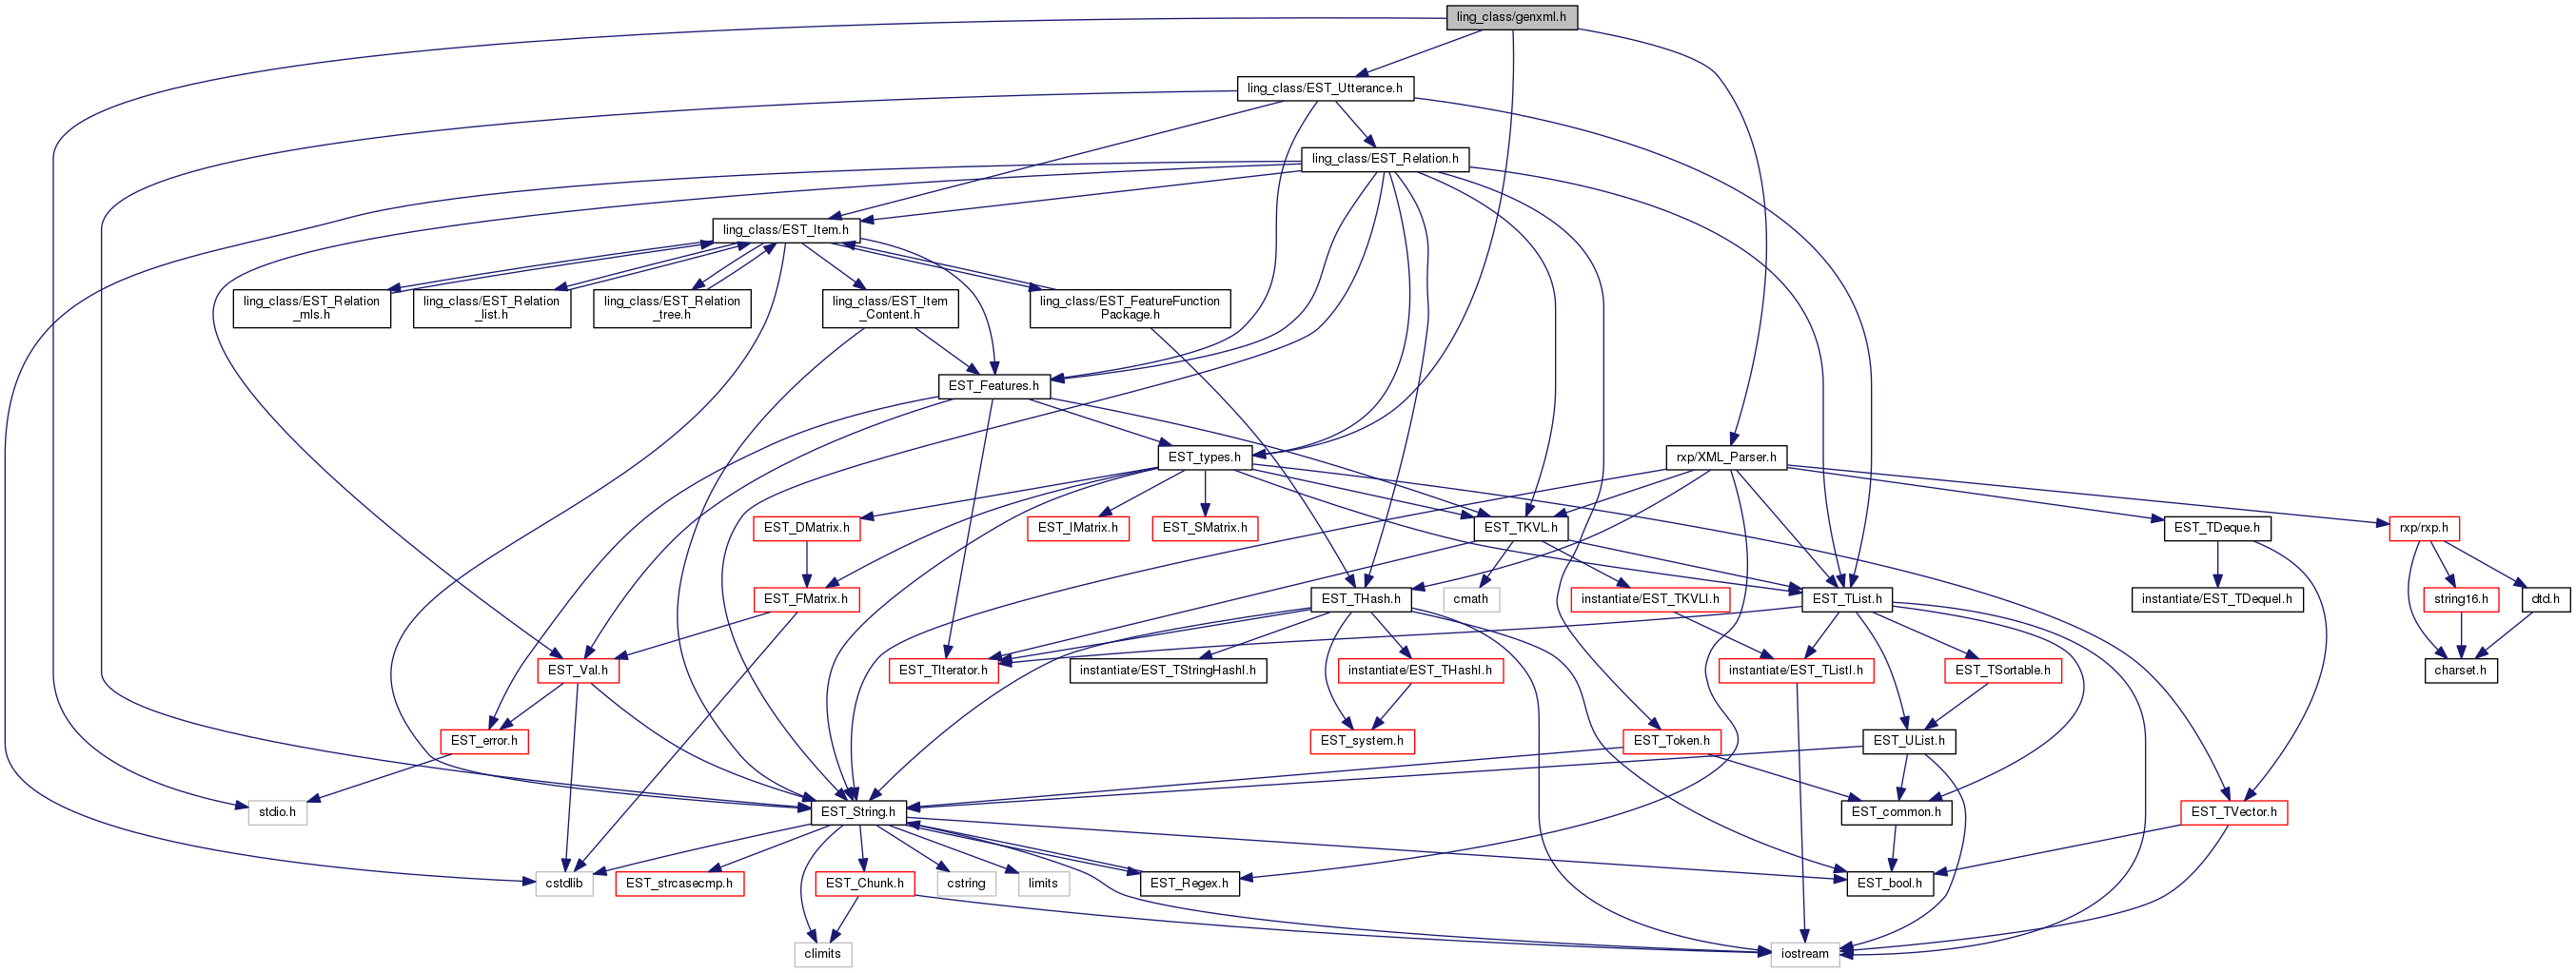 ling_class/genxml.h
ling_class/EST_Utterance.h
ling_class/EST_Relation.h
ling_class/EST_Item.h
ling_class/EST_Relation
_mls.h
ling_class/EST_Relation
_list.h
ling_class/EST_Relation
_tree.h
ling_class/EST_Item
_Content.h
ling_class/EST_FeatureFunction
Package.h
EST_Features.h
EST_types.h
rxp/XML_Parser.h
EST_DMatrix.h
EST_IMatrix.h
EST_SMatrix.h
EST_TKVL.h
EST_TDeque.h
rxp/rxp.h
EST_FMatrix.h
EST_THash.h
cmath
instantiate/EST_TKVLI.h
EST_TList.h
instantiate/EST_TDequeI.h
string16.h
dtd.h
EST_Val.h
EST_TIterator.h
instantiate/EST_TStringHashI.h
instantiate/EST_THashI.h
instantiate/EST_TListI.h
EST_TSortable.h
charset.h
EST_error.h
EST_system.h
EST_Token.h
EST_UList.h
stdio.h
EST_String.h
EST_common.h
EST_TVector.h
cstdlib
EST_strcasecmp.h
EST_Chunk.h
cstring
limits
EST_Regex.h
EST_bool.h
climits
iostream